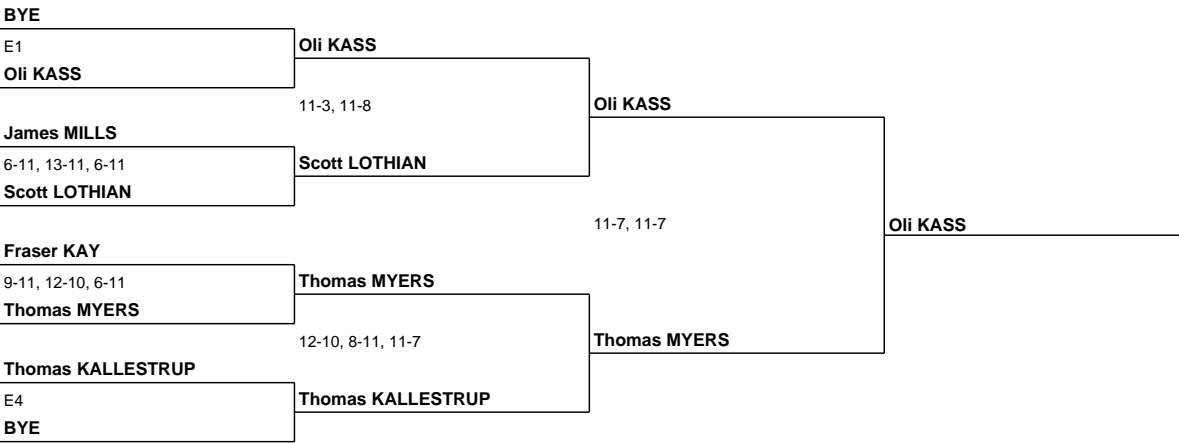 BYE
E1
Oli KASS
Oli KASS
11-3, 11-8
Oli KASS
James MILLS
6-11, 13-11, 6-11
Scott LOTHIAN
Scott LOTHIAN
11-7, 11-7
Oli KASS
Fraser KAY
9-11, 12-10, 6-11
Thomas MYERS
Thomas MYERS
12-10, 8-11, 11-7
Thomas MYERS
Thomas KALLESTRUP
E4
Thomas KALLESTRUP
BYE